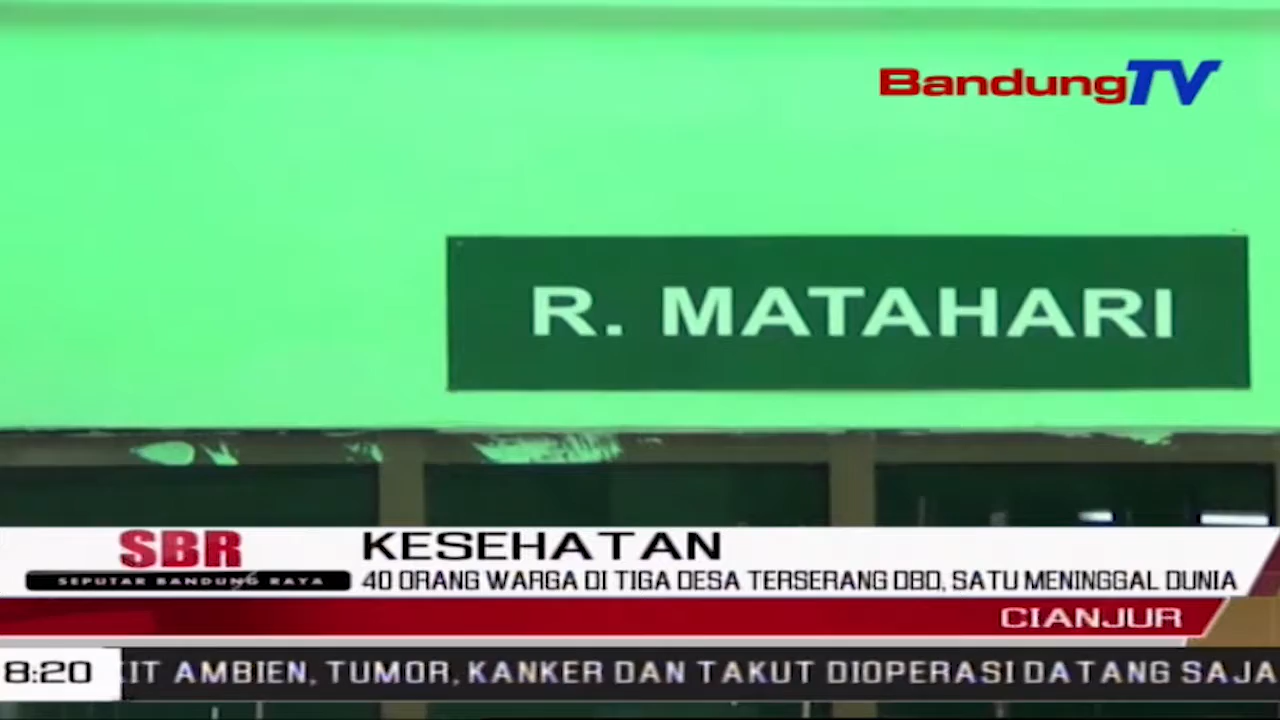 BandungTV
R. MATAHARI
SBR
SEPUTAR BANDUNG RAYA
KESEHATAN
40 ORANG WARGA DI TIGA DESA TERSERANG DBD, SATU MENINGGAL DUNIA
CIANJUR
8:20
KIT AMBIEN, TUMOR, KANKER DAN TAKUT DIOPERASI DATANG SAJA